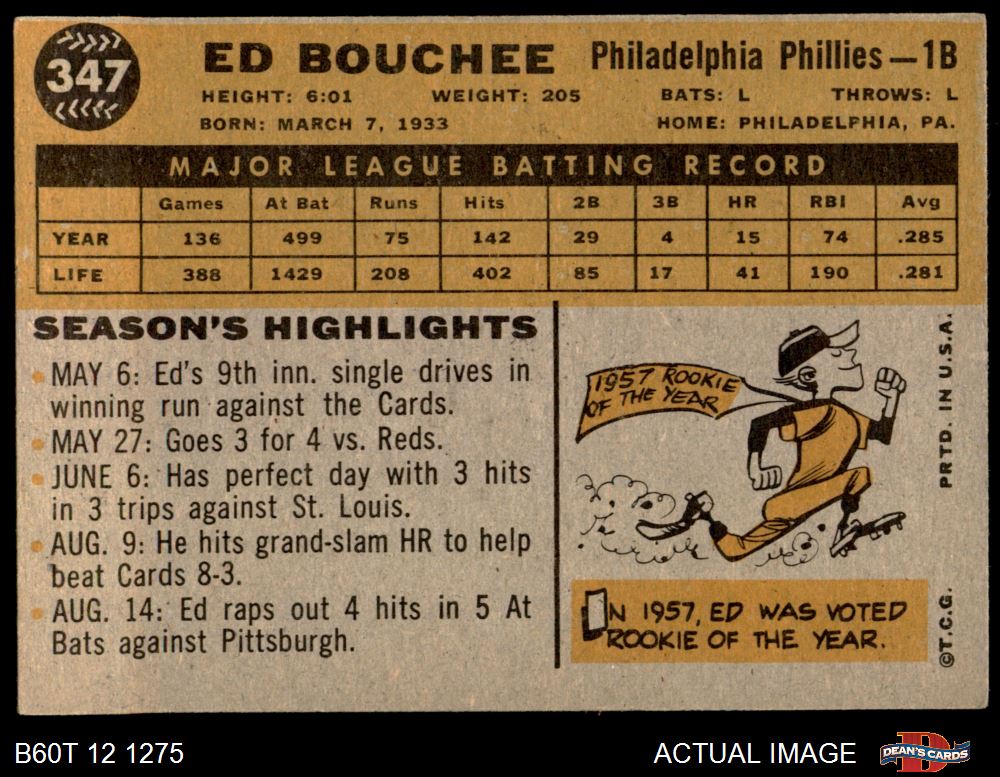 347
ED BOUCHEE Philadelphia Phillies—1B
HEIGHT: 6:01 WEIGHT: 205 BATS: L THROWS: L
BORN: MARCH 7, 1933 HOME: PHILADELPHIA, PA.
MAJOR LEAGUE BATTING RECORD
Games At Bat Runs Hits 2B 3B HR RBI Avg
YEAR 136 499 75 142 29 4 15 74 .285
LIFE 388 1429 208 402 85 17 41 190 .281
SEASON'S HIGHLIGHTS
• MAY 6: Ed's 9th inn. single drives in
winning run against the Cards.
• MAY 27: Goes 3 for 4 vs. Reds.
• JUNE 6: Has perfect day with 3 hits
in 3 trips against St. Louis.
• AUG. 9: He hits grand-slam HR to help
beat Cards 8-3.
• AUG. 14: Ed raps out 4 hits in 5 At
Bats against Pittsburgh.
1957 ROOKIE
OF THE YEAR
IN 1957, ED WAS VOTED
ROOKIE OF THE YEAR.
PRTD. IN U.S.A.
©T.C.G.
B60T 12 1275
ACTUAL IMAGE
DEAN'S CARDS